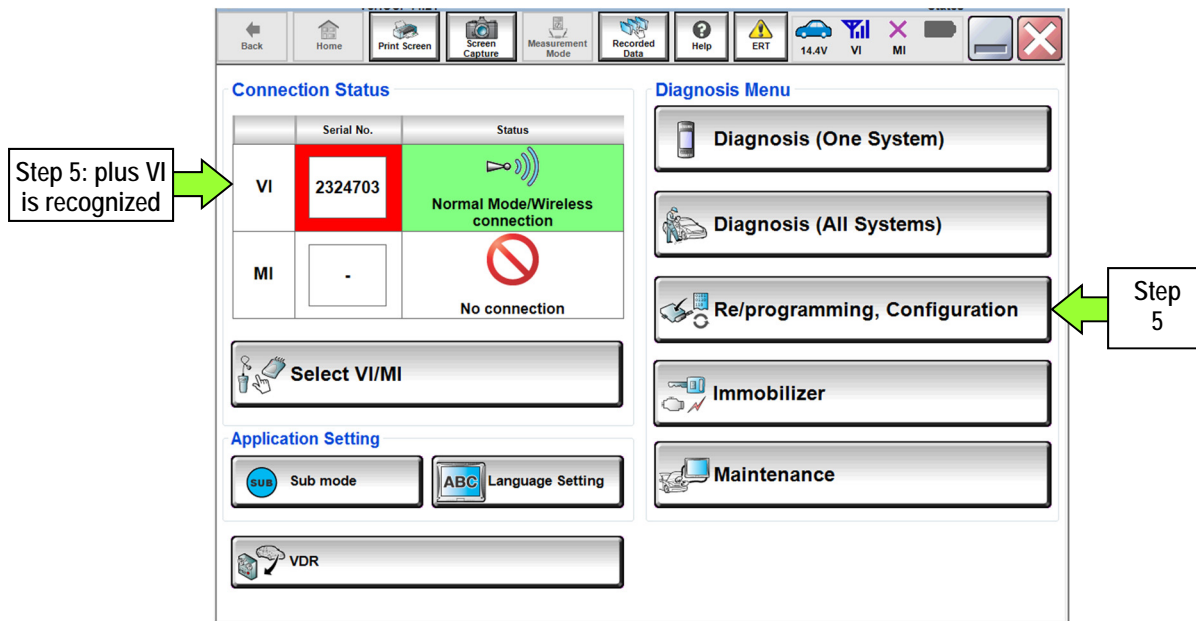 Back
Home
Print Screen
Screen
Capture
Measurement
Mode
Recorded
Data
Help
ERT
14.4V
VI
MI
Connection Status
Serial No.
Status
VI
2324703
Normal Mode/Wireless
connection
MI
-
No connection
Select VI/MI
Application Setting
SUB
Sub mode
ABC
Language Setting
VDR
Diagnosis Menu
Diagnosis (One System)
Diagnosis (All Systems)
Re/programming, Configuration
Immobilizer
Maintenance
Step 5: plus VI
is recognized
Step
5